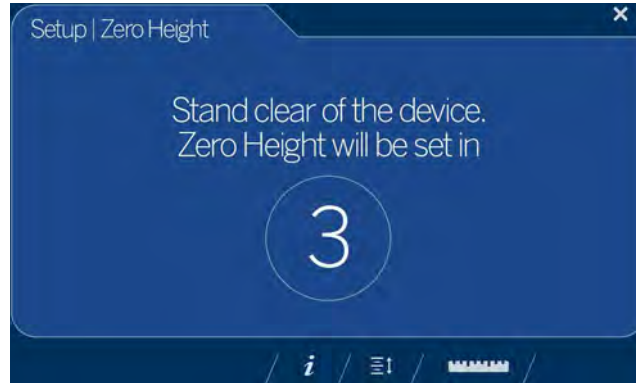 Setup | Zero Height
Stand clear of the device.
Zero Height will be set in
3
i